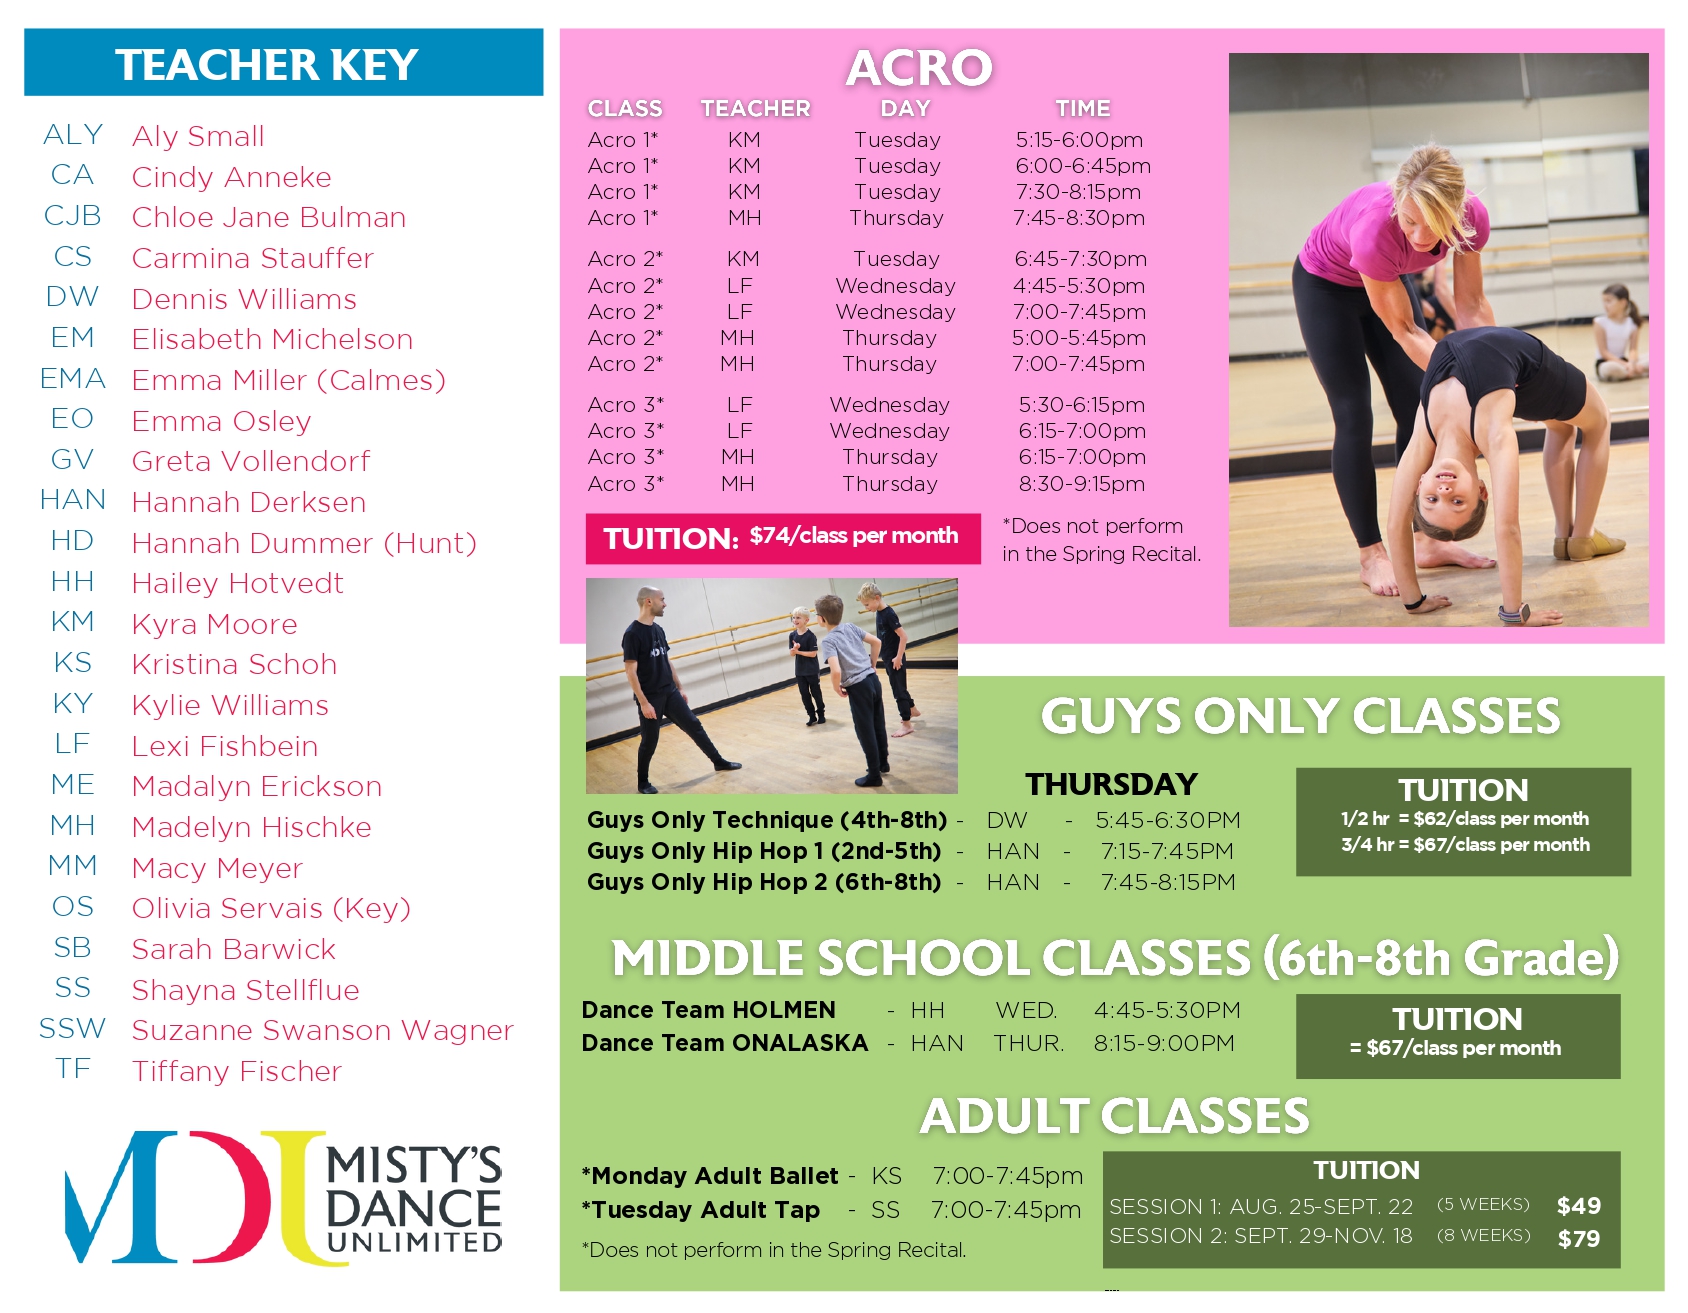 TEACHER KEY
ALY Aly Small
CA Cindy Anneke
CJB Chloe Jane Bulman
CS Carmina Stauffer
DW Dennis Williams
EM Elisabeth Michelson
EMA Emma Miller (Calmes)
EO Emma Osley
GV Greta Vollendorf
HAN Hannah Derksen
HD Hannah Dummer (Hunt)
HH Hailey Hotvedt
KM Kyra Moore
KS Kristina Schoh
KY Kylie Williams
LF Lexi Fishbein
ME Madalyn Erickson
MH Madelyn Hischke
MM Macy Meyer
OS Olivia Servais (Key)
SB Sarah Barwick
SS Shayna Stellflue
SSW Suzanne Swanson Wagner
TF Tiffany Fischer
MDU MISTY'S
DANCE
UNLIMITED
ACRO
CLASS TEACHER DAY TIME
Acro 1* KM Tuesday 5:15-6:00pm
Acro 1* KM Tuesday 6:00-6:45pm
Acro 1* KM Tuesday 7:30-8:15pm
Acro 1* MH Thursday 7:45-8:30pm
Acro 2* KM Tuesday 6:45-7:30pm
Acro 2* LF Wednesday 4:45-5:30pm
Acro 2* LF Wednesday 7:00-7:45pm
Acro 2* MH Thursday 5:00-5:45pm
Acro 2* MH Thursday 7:00-7:45pm
Acro 3* LF Wednesday 5:30-6:15pm
Acro 3* LF Wednesday 6:15-7:00pm
Acro 3* MH Thursday 6:15-7:00pm
Acro 3* MH Thursday 8:30-9:15pm
TUITION: $74/class per month
*Does not perform
in the Spring Recital.
GUYS ONLY CLASSES
THURSDAY
Guys Only Technique (4th-8th) - DW - 5:45-6:30PM
Guys Only Hip Hop 1 (2nd-5th) - HAN - 7:15-7:45PM
Guys Only Hip Hop 2 (6th-8th) - HAN - 7:45-8:15PM
TUITION
1/2 hr = $62/class per month
3/4 hr = $67/class per month
MIDDLE SCHOOL CLASSES (6th-8th Grade)
Dance Team HOLMEN - HH WED. 4:45-5:30PM
Dance Team ONALASKA - HAN THUR. 8:15-9:00PM
TUITION
= $67/class per month
ADULT CLASSES
*Monday Adult Ballet - KS 7:00-7:45pm
*Tuesday Adult Tap - SS 7:00-7:45pm
*Does not perform in the Spring Recital.
TUITION
SESSION 1: AUG. 25-SEPT. 22 (5 WEEKS) $49
SESSION 2: SEPT. 29-NOV. 18 (8 WEEKS) $79